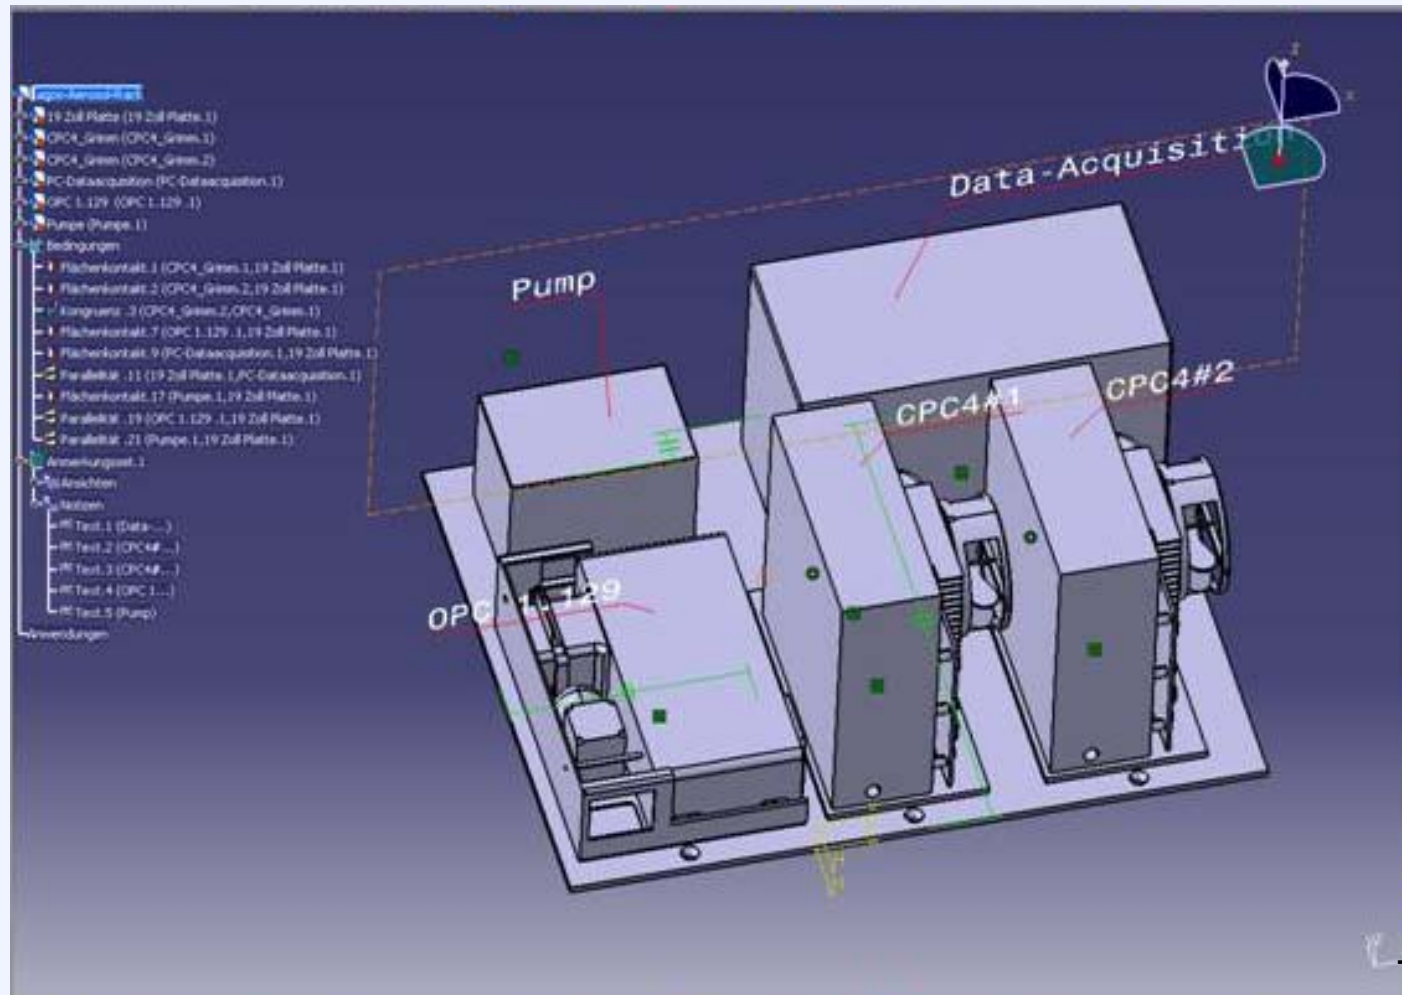 19 Zoll Platte (19 Zoll Platte.1)
CPC4_Grimm (CPC4_Grimm.1)
CPC4_Grimm (CPC4_Grimm.2)
PC-Dataacquisition (PC-Dataacquisition.1)
OPC 1.129 (OPC 1.129 .1)
Pumpe (Pumpe.1)
Bedingungen
Flächenkontakt.1 (CPC4_Grimm.1,19 Zoll Platte.1)
Flächenkontakt.2 (CPC4_Grimm.2,19 Zoll Platte.1)
Kongruenz .3 (CPC4_Grimm.2,CPC4_Grimm.1)
Flächenkontakt.7 (OPC 1.129 .1,19 Zoll Platte.1)
Flächenkontakt.9 (PC-Dataacquisition.1,19 Zoll Platte.1)
Parallelität .11 (19 Zoll Platte.1,PC-Dataacquisition.1)
Flächenkontakt.17 (Pumpe.1,19 Zoll Platte.1)
Parallelität .19 (OPC 1.129 .1,19 Zoll Platte.1)
Parallelität .21 (Pumpe.1,19 Zoll Platte.1)
Anmerkungsset.1
Ansichten
Notizen
Text.1 (Data-...)
Text.2 (CPC4#...)
Text.3 (CPC4#...)
Text.4 (OPC 1...)
Text.5 (Pump)
Anwendungen
Data-Acquisition
Pump
CPC4#2
CPC4#1
OPC 1.129
z
x